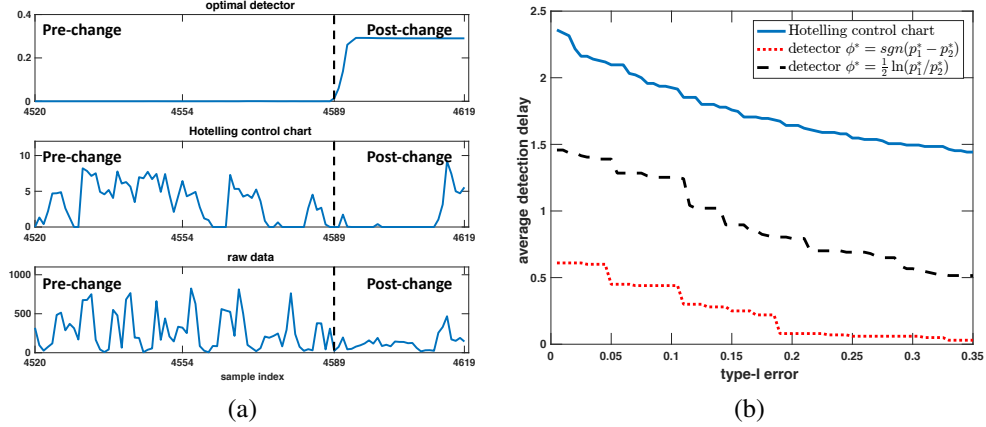 optimal detector
Pre-change
Post-change
0.4
0.2
0
4520
4554
4589
4619
Hotelling control chart
Pre-change
Post-change
10
5
0
4520
4554
4589
4619
raw data
Pre-change
Post-change
1000
500
0
4520
4554
4589
4619
sample index
(a)
Hotelling control chart
detector ϕ* = sgn(p₁* − p₂*)
detector ϕ* = ½ ln(p₁*/p₂*)
average detection delay
2.5
2
1.5
1
0.5
0
0
0.05
0.1
0.15
0.2
0.25
0.3
0.35
type-I error
(b)